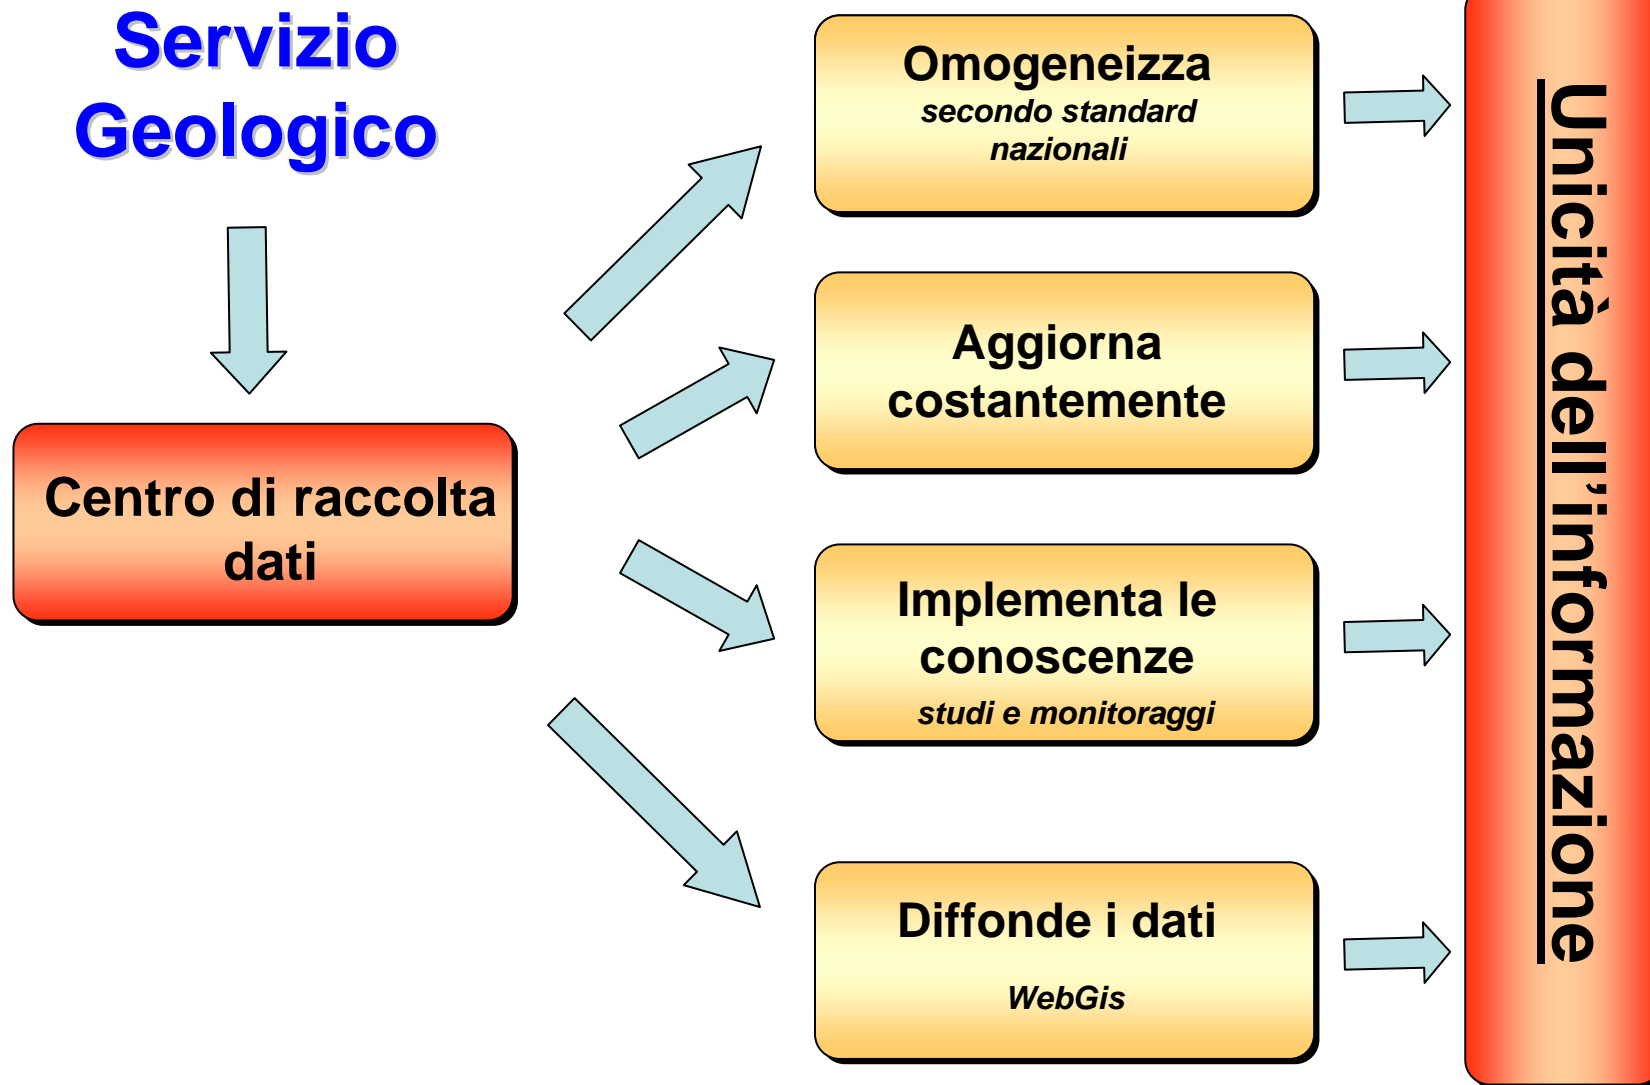 Servizio
Geologico
Centro di raccolta
dati
Omogeneizza
secondo standard
nazionali
Aggiorna
costantemente
Implementa le
conoscenze
studi e monitoraggi
Diffonde i dati
WebGis
Unicità dell’informazione